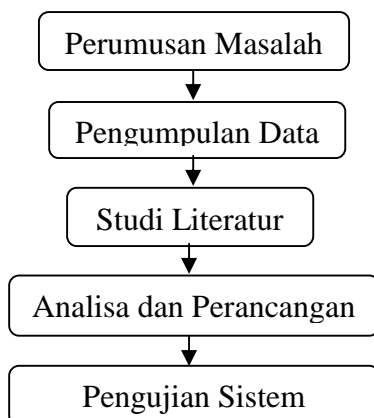 Perumusan Masalah
Pengumpulan Data
Studi Literatur
Analisa dan Perancangan
Pengujian Sistem